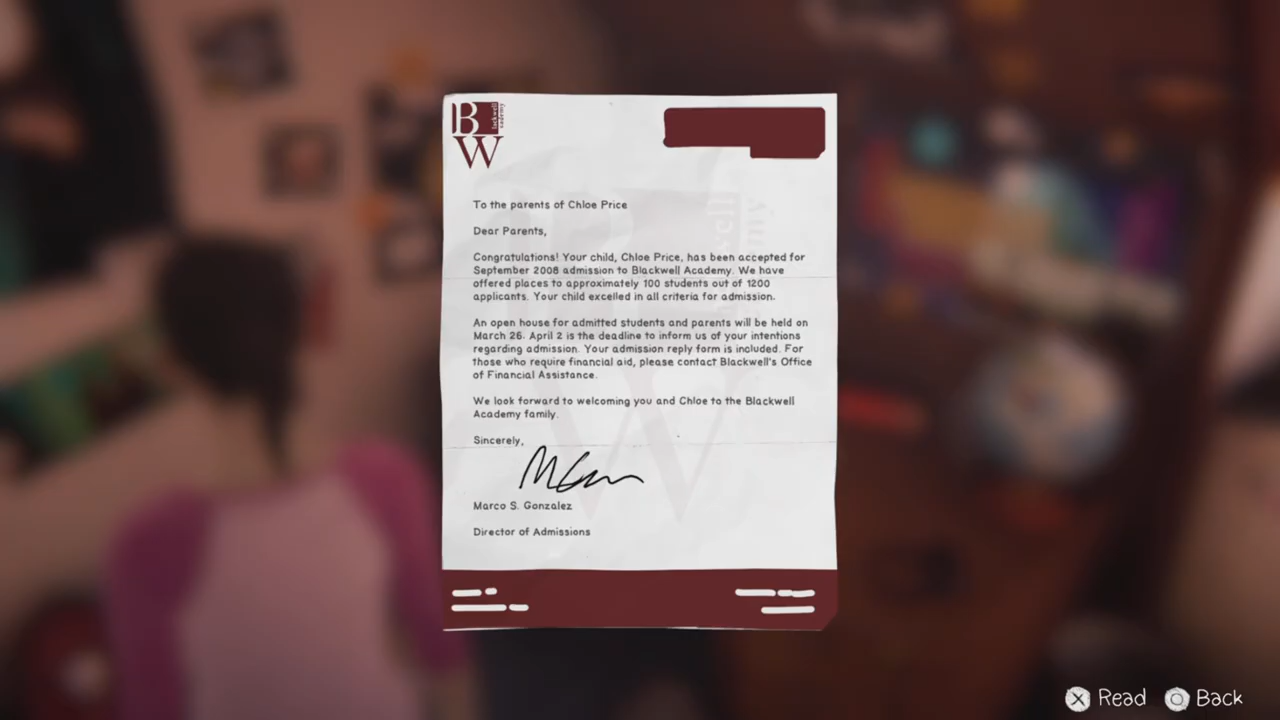 B
lackwell
cademy
W
To the parents of Chloe Price
Dear Parents,
Congratulations! Your child, Chloe Price, has been accepted for
September 2008 admission to Blackwell Academy. We have
offered places to approximately 100 students out of 1200
applicants. Your child excelled in all criteria for admission.
An open house for admitted students and parents will be held on
March 26. April 2 is the deadline to inform us of your intentions
regarding admission. Your admission reply form is included. For
those who require financial aid, please contact Blackwell's Office
of Financial Assistance.
We look forward to welcoming you and Chloe to the Blackwell
Academy family.
Sincerely,
Marco S. Gonzalez
Director of Admissions
Read Back